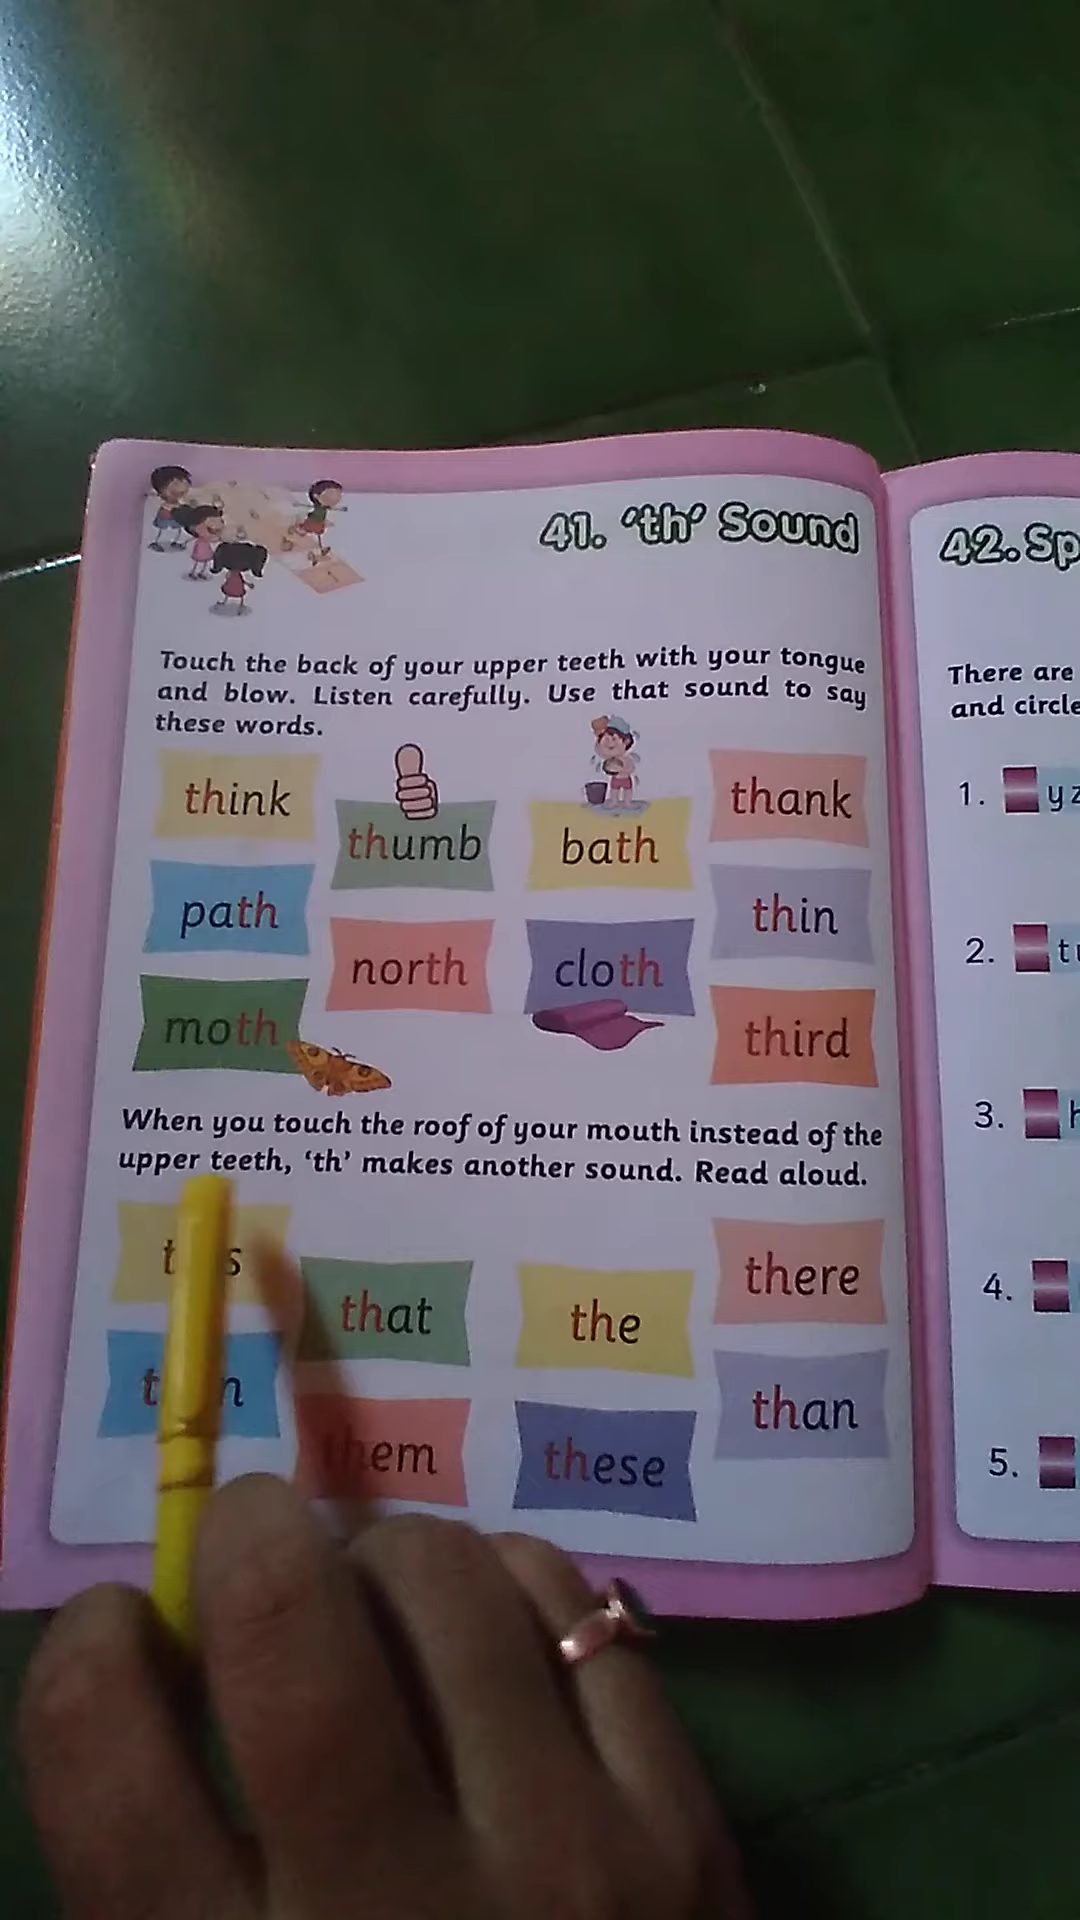 41. 'th' Sound
Touch the back of your upper teeth with your tongue
and blow. Listen carefully. Use that sound to say
these words.
think
thumb
bath
thank
path
north
cloth
thin
moth
third
When you touch the roof of your mouth instead of the
upper teeth, 'th' makes another sound. Read aloud.
that
the
there
them
these
than
42. Sp
There are
and circle
1.
y z
2.
3.
4.
5.